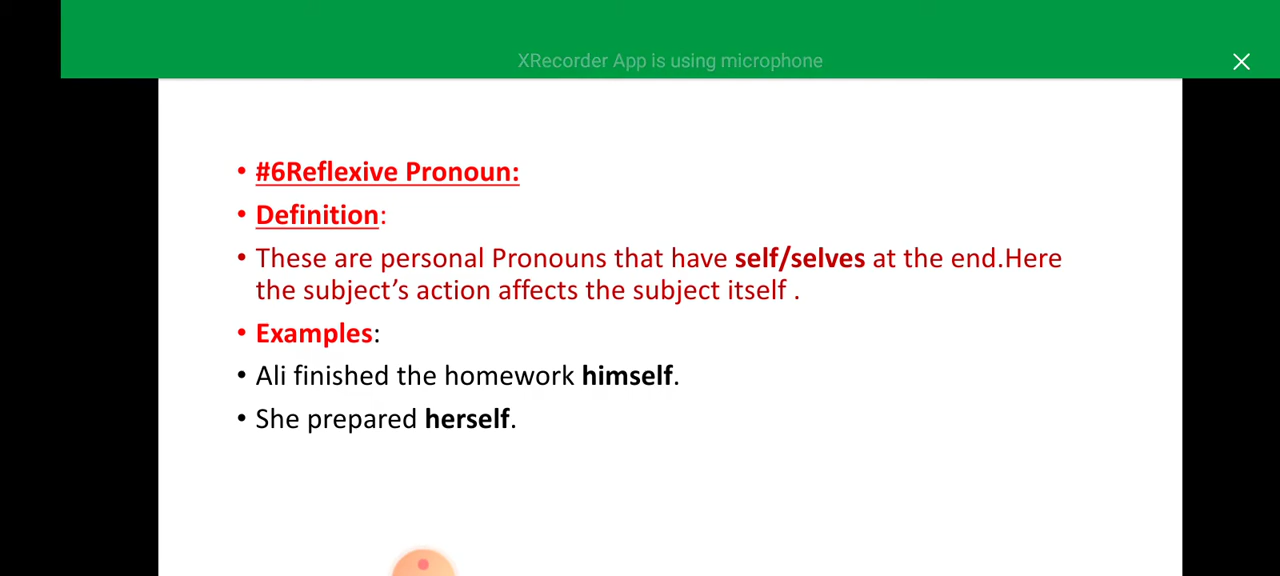 XRecorder App is using microphone
• #6Reflexive Pronoun:
• Definition:
• These are personal Pronouns that have self/selves at the end.Here
the subject’s action affects the subject itself .
• Examples:
• Ali finished the homework himself.
• She prepared herself.